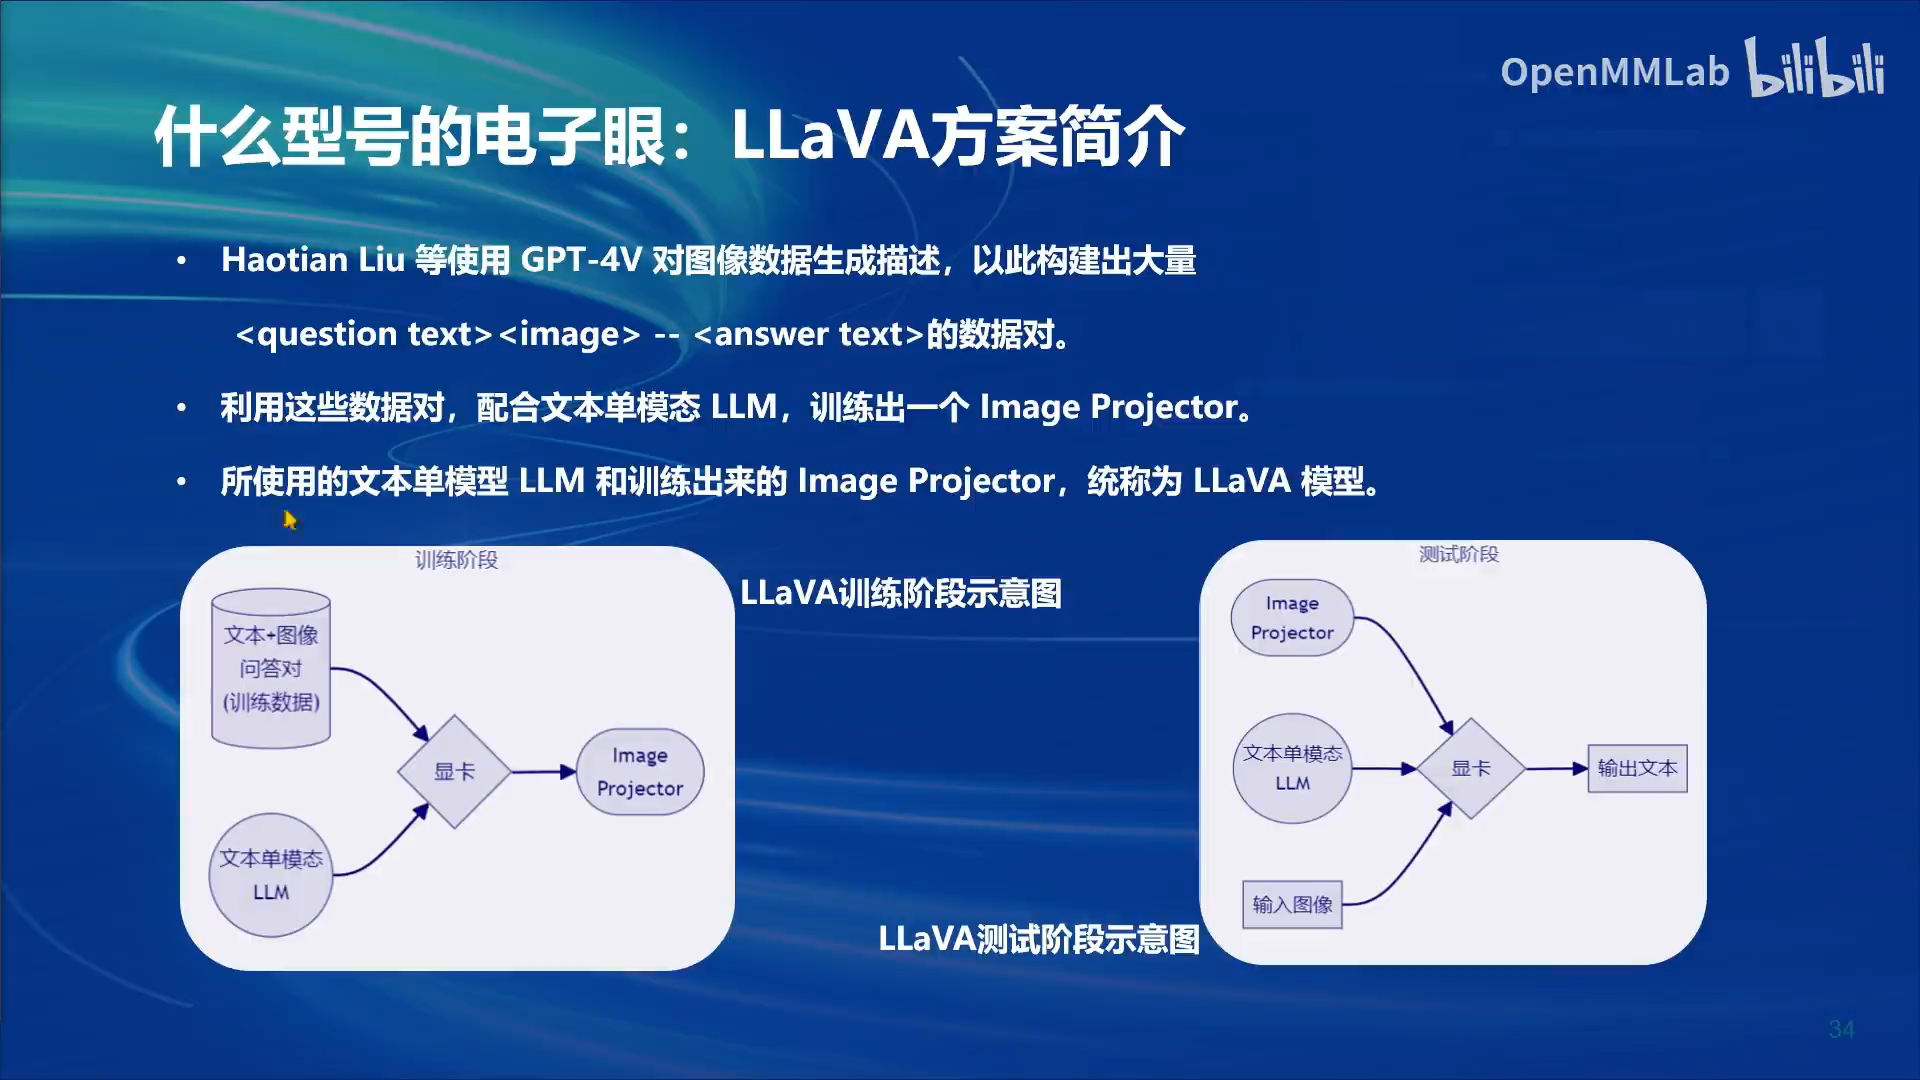 OpenMMLab bilibili
什么型号的电子眼：LLaVA方案简介
• Haotian Liu 等使用 GPT-4V 对图像数据生成描述，以此构建出大量
<question text><image> -- <answer text>的数据对。
• 利用这些数据对，配合文本单模态 LLM，训练出一个 Image Projector。
• 所使用的文本单模型 LLM 和训练出来的 Image Projector，统称为 LLaVA 模型。
训练阶段
文本+图像
问答对
(训练数据)
文本单模态
LLM
显卡
Image
Projector
LLaVA训练阶段示意图
LLaVA测试阶段示意图
测试阶段
Image
Projector
文本单模态
LLM
输入图像
显卡
输出文本
34